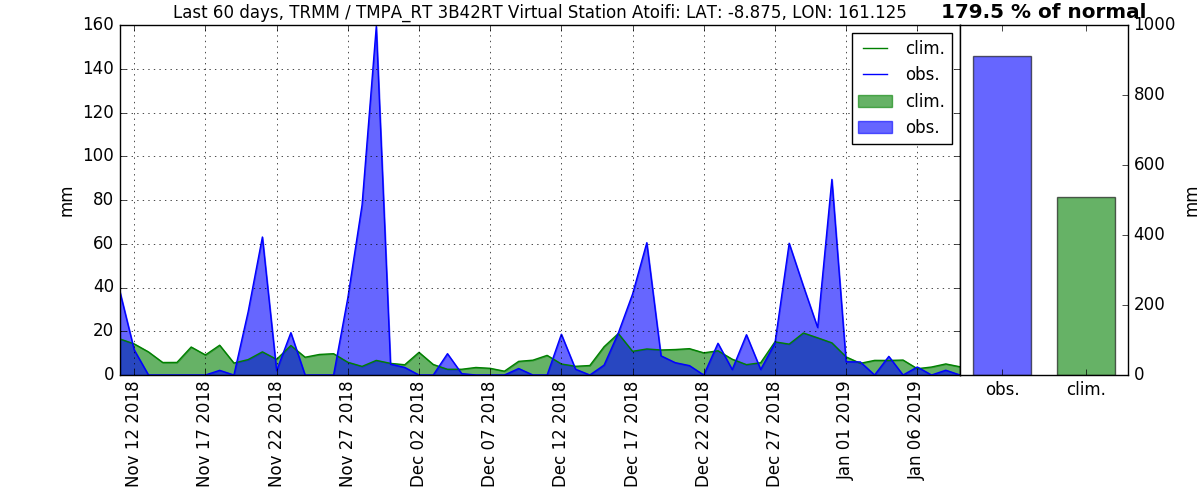 Last 60 days, TRMM / TMPA_RT 3B42RT Virtual Station Atoifi: LAT: -8.875, LON: 161.125
179.5 % of normal
160
140
120
100
80
60
40
20
0
mm
clim.
obs.
clim.
obs.
1000
800
600
400
200
0
mm
obs.
clim.
Nov 12 2018
Nov 17 2018
Nov 22 2018
Nov 27 2018
Dec 02 2018
Dec 07 2018
Dec 12 2018
Dec 17 2018
Dec 22 2018
Dec 27 2018
Jan 01 2019
Jan 06 2019